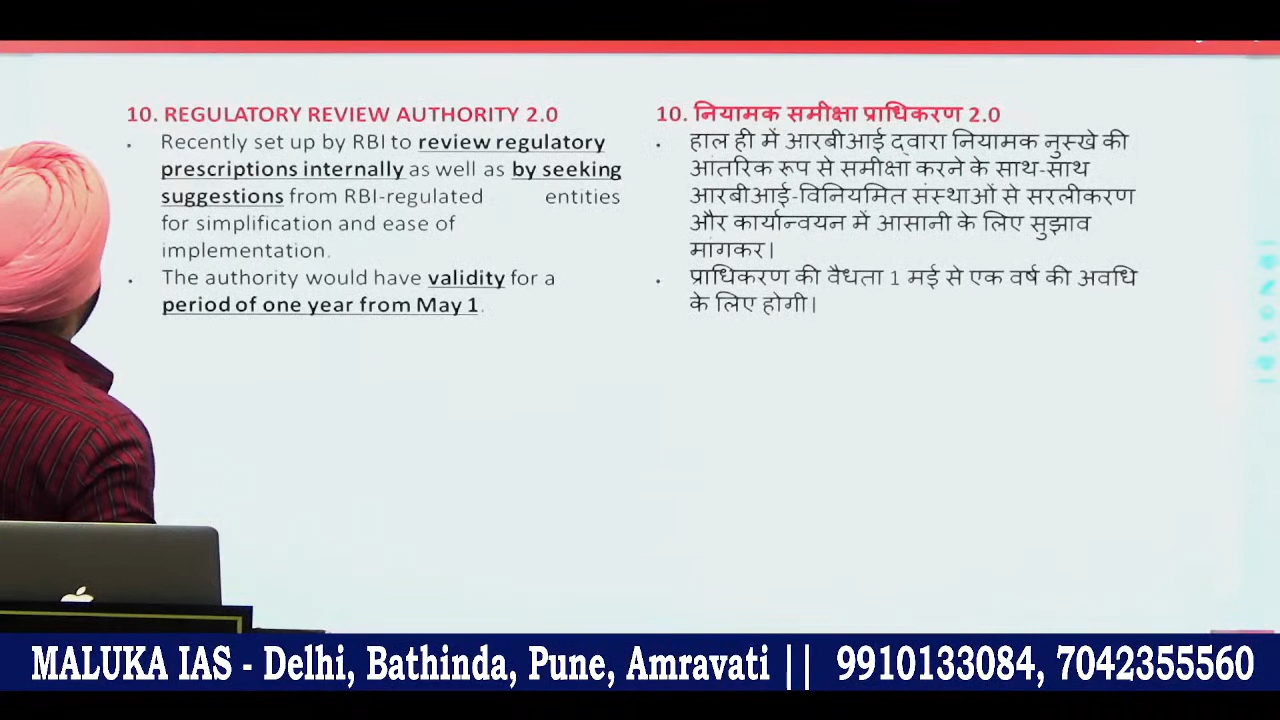 10. REGULATORY REVIEW AUTHORITY 2.0
• Recently set up by RBI to review regulatory
prescriptions internally as well as by seeking
suggestions from RBI-regulated entities
for simplification and ease of
implementation.
• The authority would have validity for a
period of one year from May 1.
10. नियामक समीक्षा प्राधिकरण 2.0
• हाल ही में आरबीआई द्वारा नियामक नुस्खे की
आंतरिक रूप से समीक्षा करने के साथ-साथ
आरबीआई-विनियमित संस्थाओं से सरलीकरण
और कार्यान्वयन में आसानी के लिए सुझाव
मांगकर।
• प्राधिकरण की वैधता 1 मई से एक वर्ष की अवधि
के लिए होगी।
MALUKA IAS - Delhi, Bathinda, Pune, Amravati || 9910133084, 7042355560